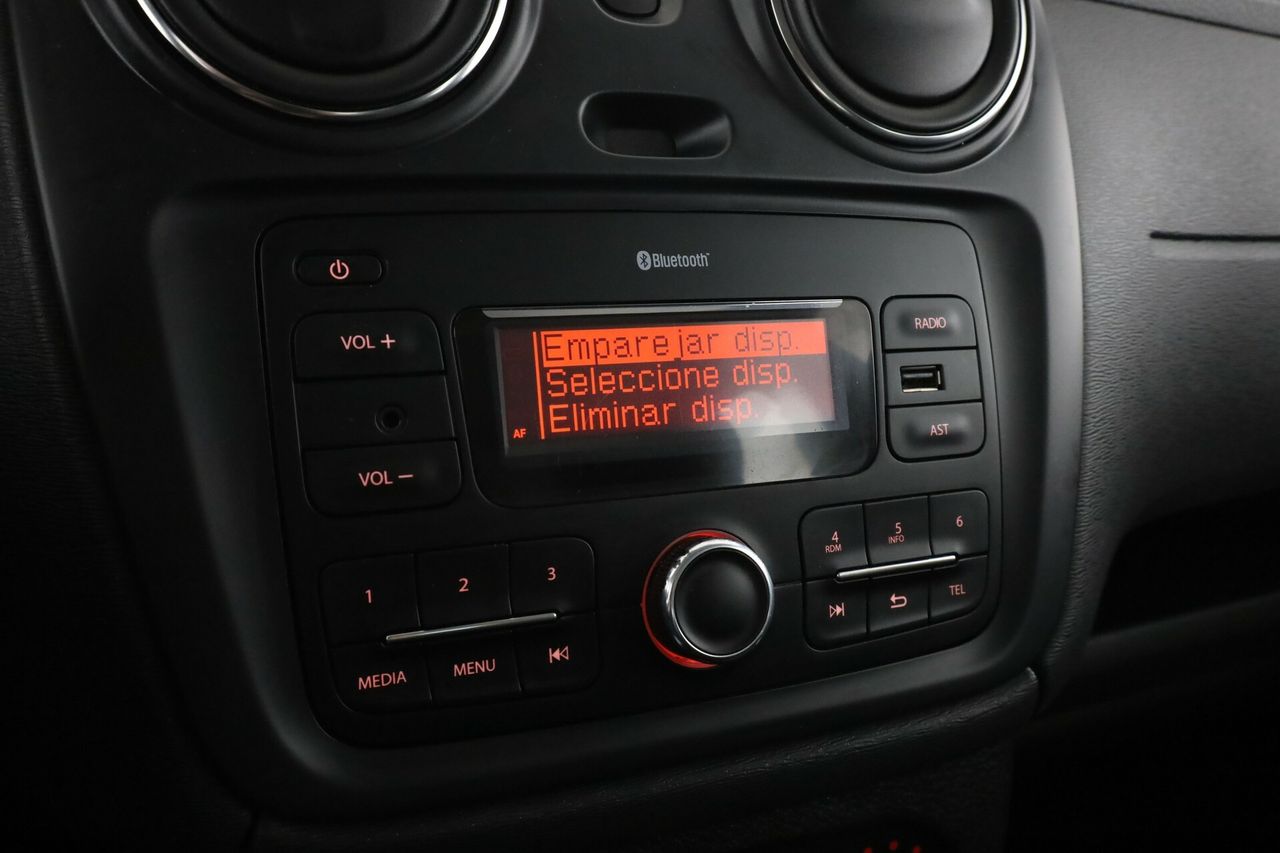 Bluetooth™
VOL +
VOL −
Emparejar disp.
Seleccione disp.
Eliminar disp.
AF
RADIO
AST
1
2
3
MEDIA
MENU
4
RDM
5
INFO
6
TEL